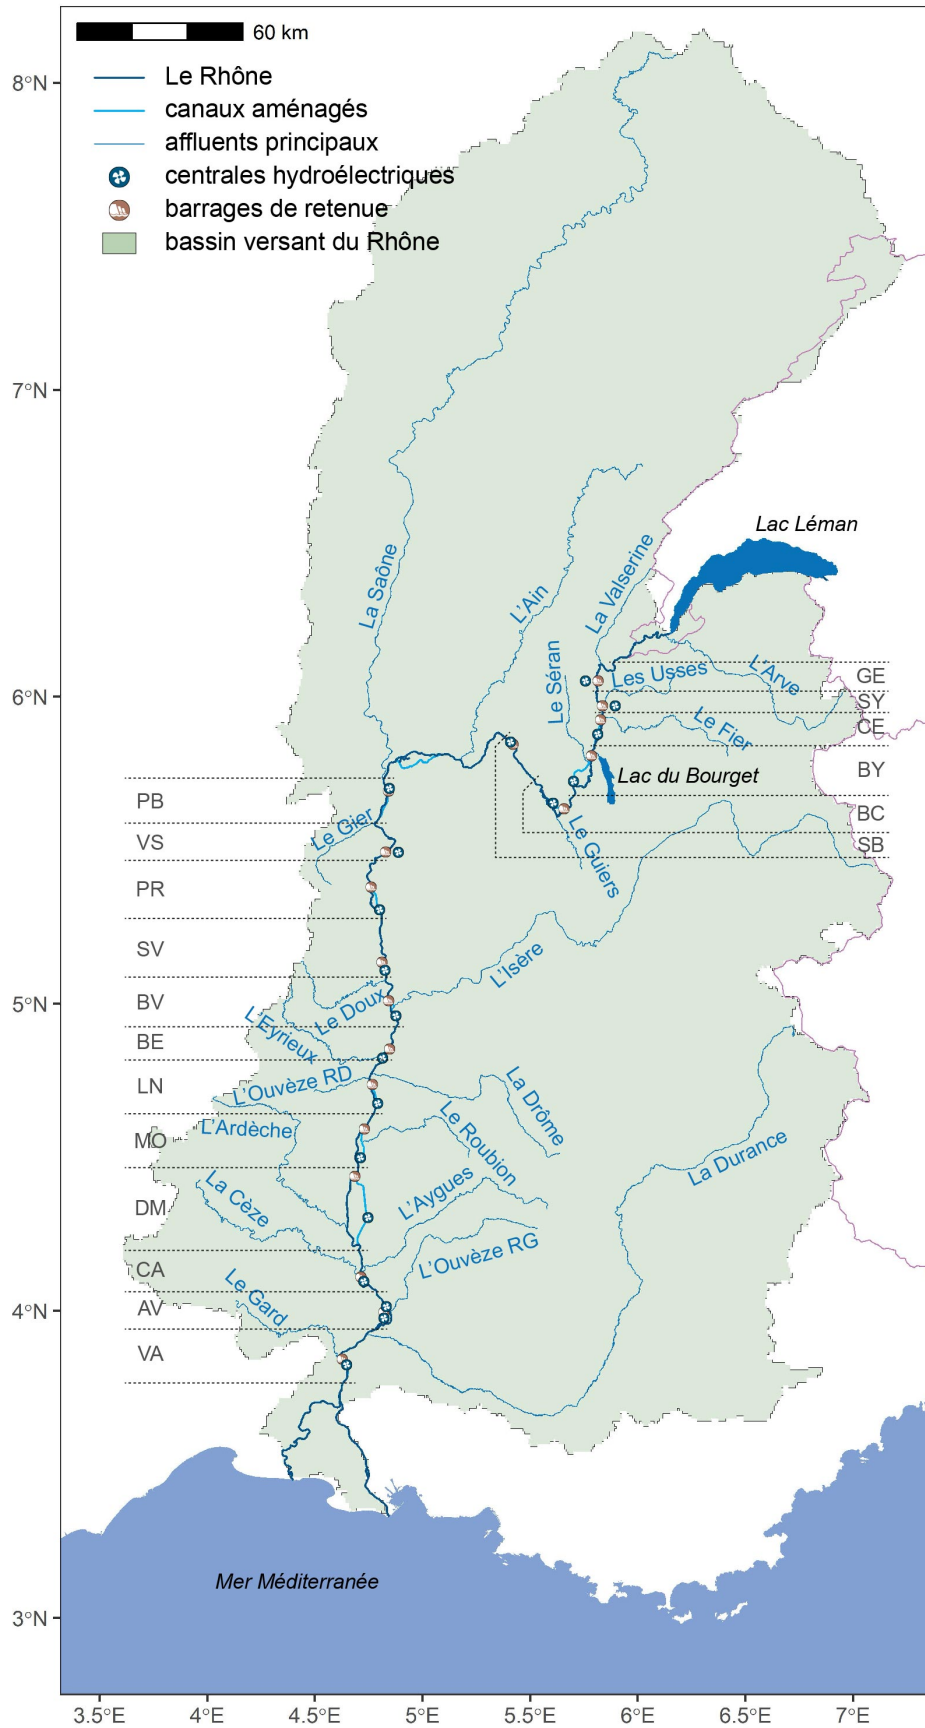 60 km
Le Rhône
canaux aménagés
affluents principaux
centrales hydroélectriques
barrages de retenue
bassin versant du Rhône
8°N
7°N
6°N
5°N
4°N
3°N
3.5°E
4°E
4.5°E
5°E
5.5°E
6°E
6.5°E
7°E
Lac Léman
La Saône
L'Ain
La Valserine
Le Séran
Les Usses
L'Arve
Le Fier
Lac du Bourget
Le Guiers
Le Gier
L'Isère
Le Doux
L'Eyrieux
L'Ouvèze RD
La Drôme
Le Roubion
L'Ardèche
La Cèze
L'Aygues
L'Ouvèze RG
La Durance
Le Gard
Mer Méditerranée
GE
SY
CE
BY
BC
SB
PB
VS
PR
SV
BV
BE
LN
MO
DM
CA
AV
VA